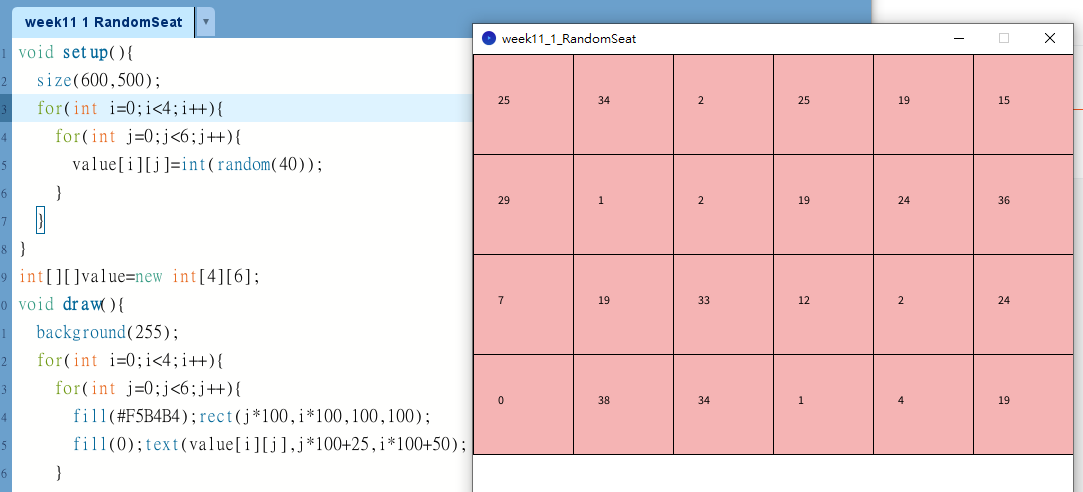 week11 1 RandomSeat
week11_1_RandomSeat
1 void setup(){
2 size(600,500);
3 for(int i=0;i<4;i++){
4 for(int j=0;j<6;j++){
5 value[i][j]=int(random(40));
6 }
7 }
8 }
9 int[][]value=new int[4][6];
0 void draw(){
1 background(255);
2 for(int i=0;i<4;i++){
3 for(int j=0;j<6;j++){
4 fill(#F5B4B4);rect(j*100,i*100,100,100);
5 fill(0);text(value[i][j],j*100+25,i*100+50);
6 }
25 34 2 25 19 15
29 1 2 19 24 36
7 19 33 12 2 24
0 38 34 1 4 19